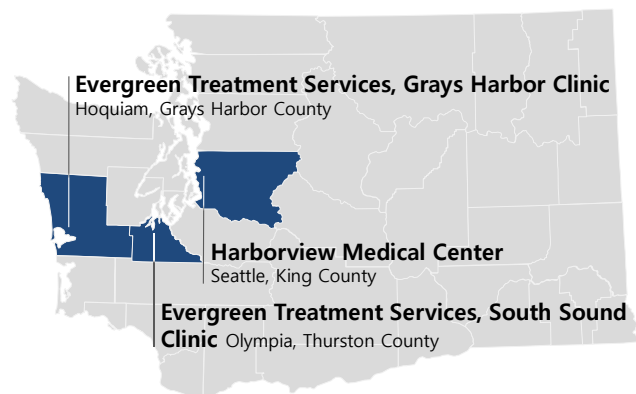 Evergreen Treatment Services, Grays Harbor Clinic
Hoquiam, Grays Harbor County
Harborview Medical Center
Seattle, King County
Evergreen Treatment Services, South Sound
Clinic Olympia, Thurston County